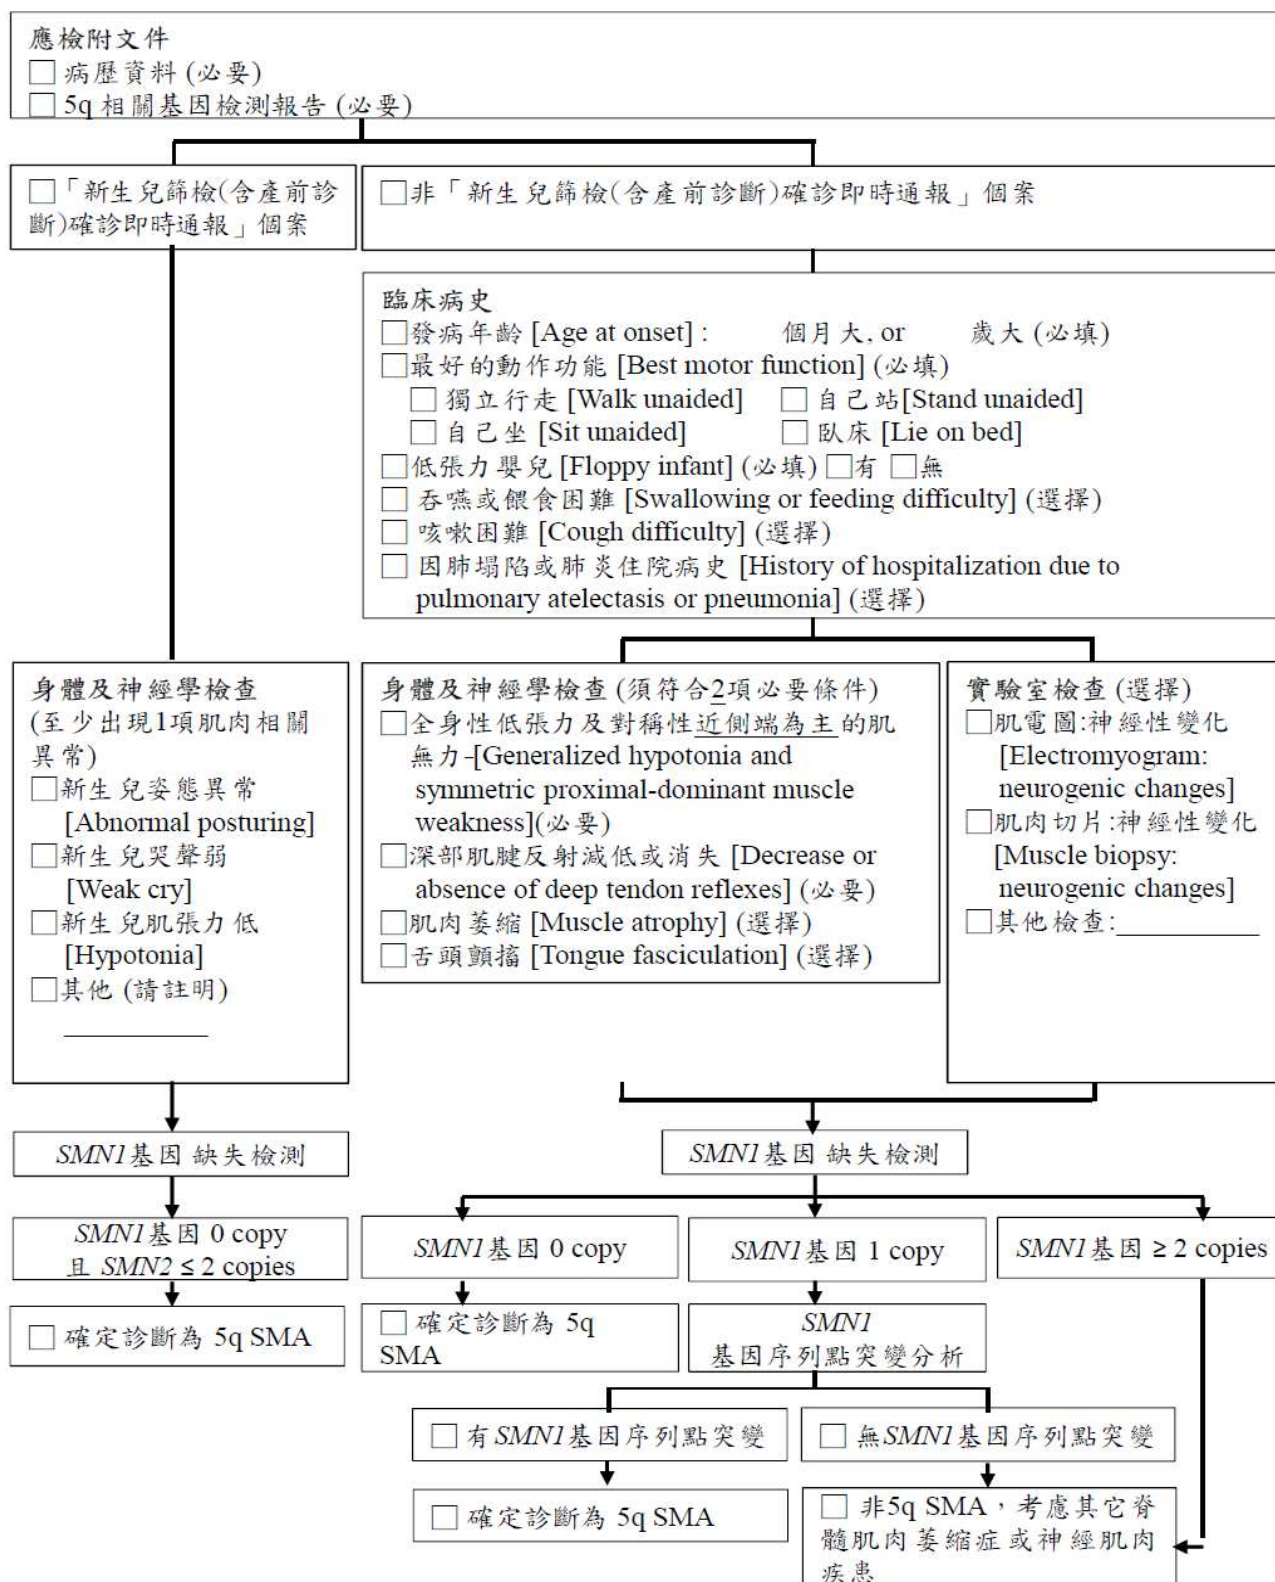 應檢附文件
□ 病歷資料 (必要)
□ 5q 相關基因檢測報告 (必要)
□「新生兒篩檢(含產前診
斷)確診即時通報」個案
□非「新生兒篩檢(含產前診斷)確診即時通報」個案
臨床病史
□發病年齡 [Age at onset] : 個月大, or 歲大 (必填)
□最好的動作功能 [Best motor function] (必填)
□ 獨立行走 [Walk unaided] □ 自己站[Stand unaided]
□ 自己坐 [Sit unaided] □ 臥床 [Lie on bed]
□低張力嬰兒 [Floppy infant] (必填) □有 □無
□ 吞嚥或餵食困難 [Swallowing or feeding difficulty] (選擇)
□ 咳嗽困難 [Cough difficulty] (選擇)
□ 因肺塌陷或肺炎住院病史 [History of hospitalization due to
pulmonary atelectasis or pneumonia] (選擇)
身體及神經學檢查
(至少出現1項肌肉相關
異常)
□新生兒姿態異常
[Abnormal posturing]
□新生兒哭聲弱
[Weak cry]
□新生兒肌張力低
[Hypotonia]
□其他 (請註明)
__________
身體及神經學檢查 (須符合2項必要條件)
□全身性低張力及對稱性近側端為主的肌
無力-[Generalized hypotonia and
symmetric proximal-dominant muscle
weakness](必要)
□深部肌腱反射減低或消失 [Decrease or
absence of deep tendon reflexes] (必要)
□肌肉萎縮 [Muscle atrophy] (選擇)
□舌頭顫搐 [Tongue fasciculation] (選擇)
實驗室檢查 (選擇)
□肌電圖:神經性變化
[Electromyogram:
neurogenic changes]
□肌肉切片:神經性變化
[Muscle biopsy:
neurogenic changes]
□其他檢查:__________
SMN1基因 缺失檢測
SMN1基因 缺失檢測
SMN1基因 0 copy
且 SMN2 ≤ 2 copies
SMN1基因 0 copy
SMN1基因 1 copy
SMN1基因 ≥ 2 copies
□ 確定診斷為 5q SMA
□ 確定診斷為 5q
SMA
SMN1
基因序列點突變分析
□ 有SMN1基因序列點突變
□ 無SMN1基因序列點突變
□ 確定診斷為 5q SMA
□ 非5q SMA，考慮其它脊
髓肌肉萎縮症或神經肌肉
疾患